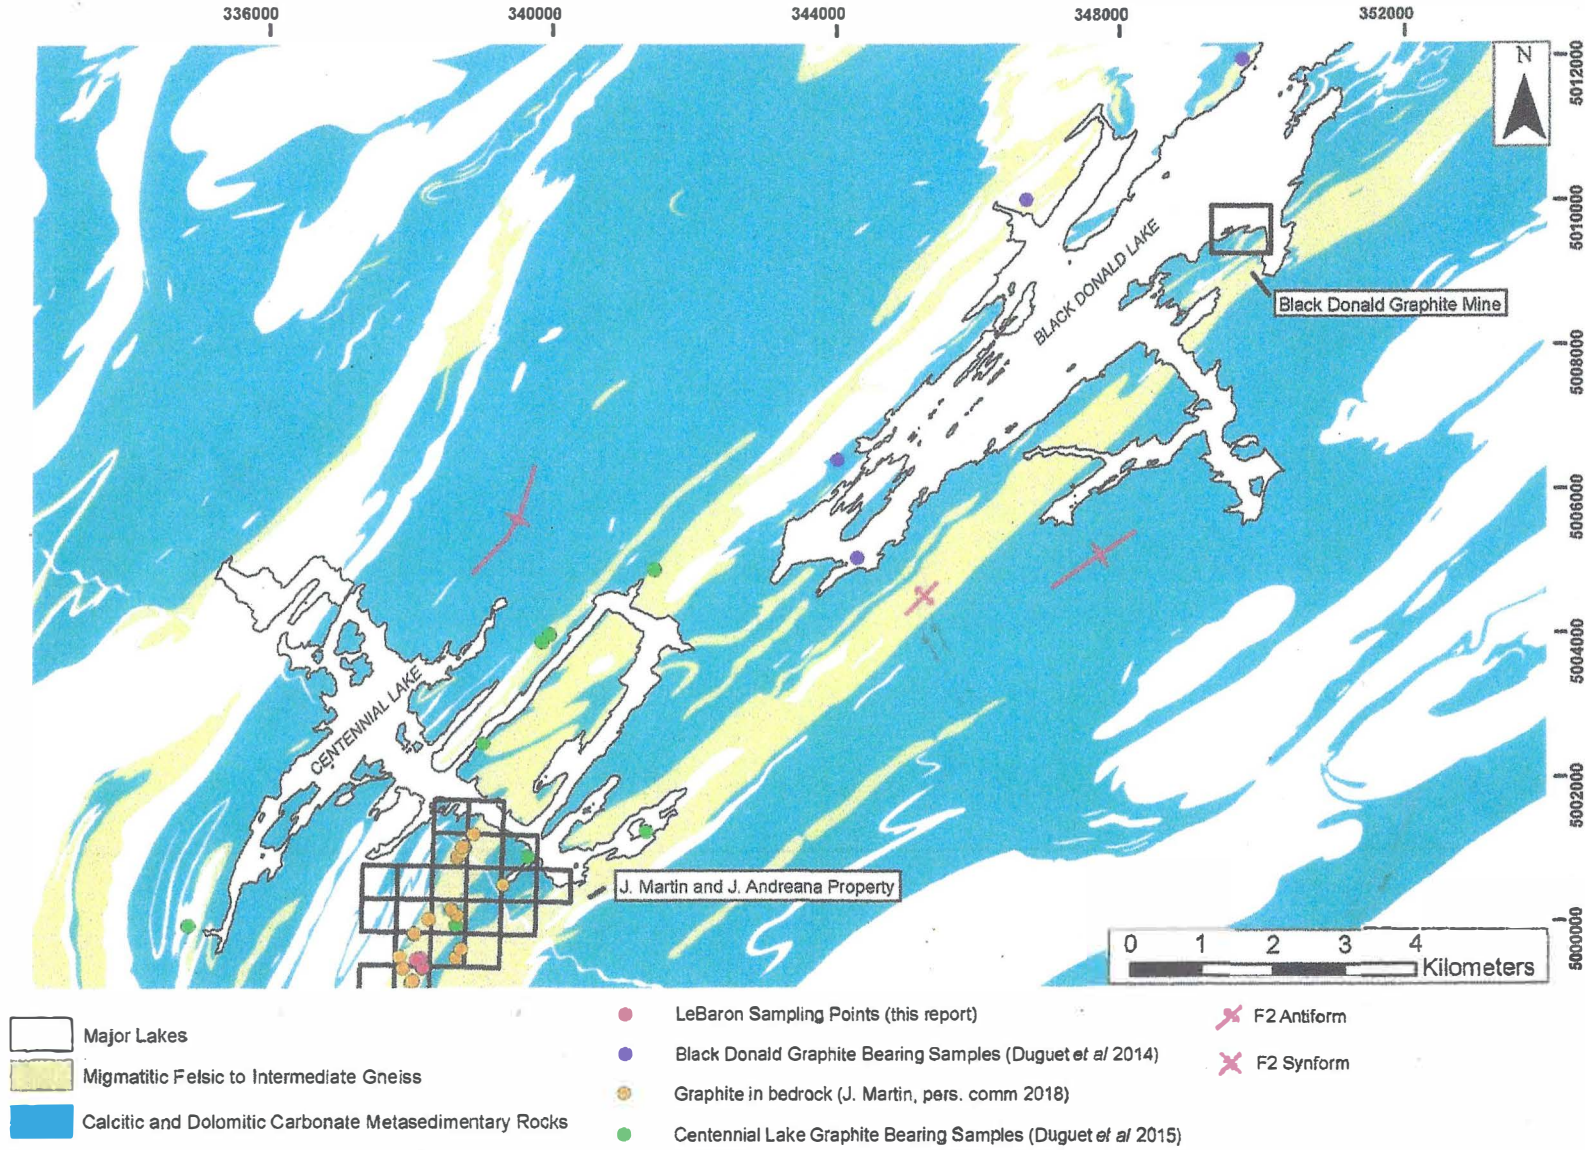 336000 340000 344000 348000 352000
N
5012000
5010000
5008000
5006000
5004000
5002000
5000000
BLACK DONALD LAKE
Black Donald Graphite Mine
CENTENNIAL LAKE
J. Martin and J. Andreana Property
0 1 2 3 4
Kilometers
Major Lakes
Migmatitic Felsic to Intermediate Gneiss
Calcitic and Dolomitic Carbonate Metasedimentary Rocks
LeBaron Sampling Points (this report)
Black Donald Graphite Bearing Samples (Duguet et al 2014)
Graphite in bedrock (J. Martin, pers. comm 2018)
Centennial Lake Graphite Bearing Samples (Duguet et al 2015)
F2 Antiform
F2 Synform